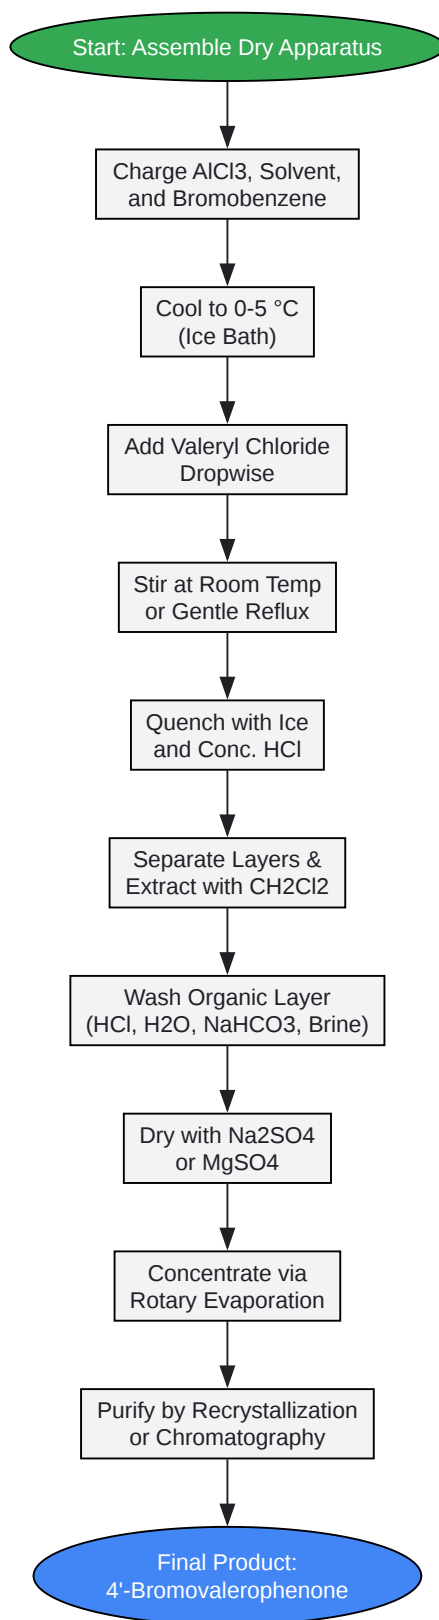 Start: Assemble Dry Apparatus
Charge AlCl3, Solvent,
and Bromobenzene
Cool to 0-5 °C
(Ice Bath)
Add Valeryl Chloride
Dropwise
Stir at Room Temp
or Gentle Reflux
Quench with Ice
and Conc. HCl
Separate Layers &
Extract with CH2Cl2
Wash Organic Layer
(HCl, H2O, NaHCO3, Brine)
Dry with Na2SO4
or MgSO4
Concentrate via
Rotary Evaporation
Purify by Recrystallization
or Chromatography
Final Product:
4'-Bromovalerophenone